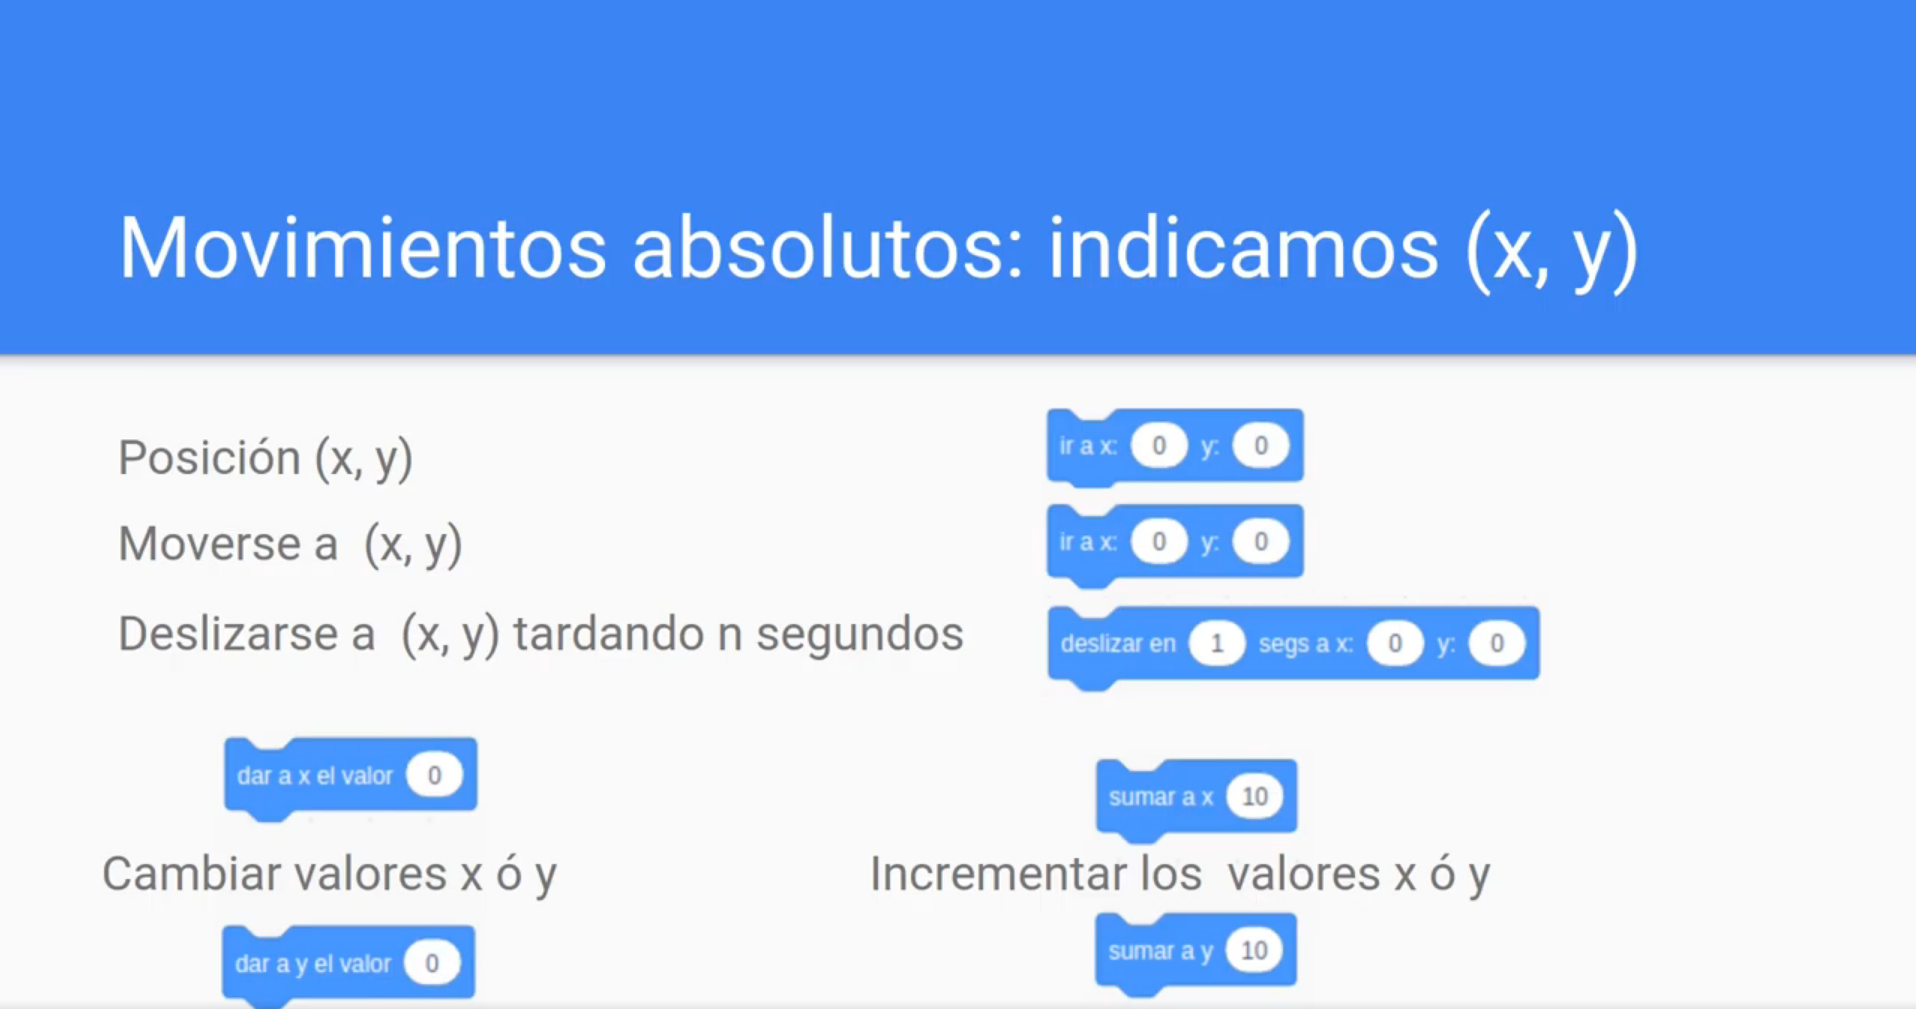 Movimientos absolutos: indicamos (x, y)
Posición (x, y)
ir a x: 0 y: 0
Moverse a (x, y)
ir a x: 0 y: 0
Deslizarse a (x, y) tardando n segundos
deslizar en 1 segs a x: 0 y: 0
dar a x el valor 0
sumar a x 10
Cambiar valores x ó y
Incrementar los valores x ó y
dar a y el valor 0
sumar a y 10